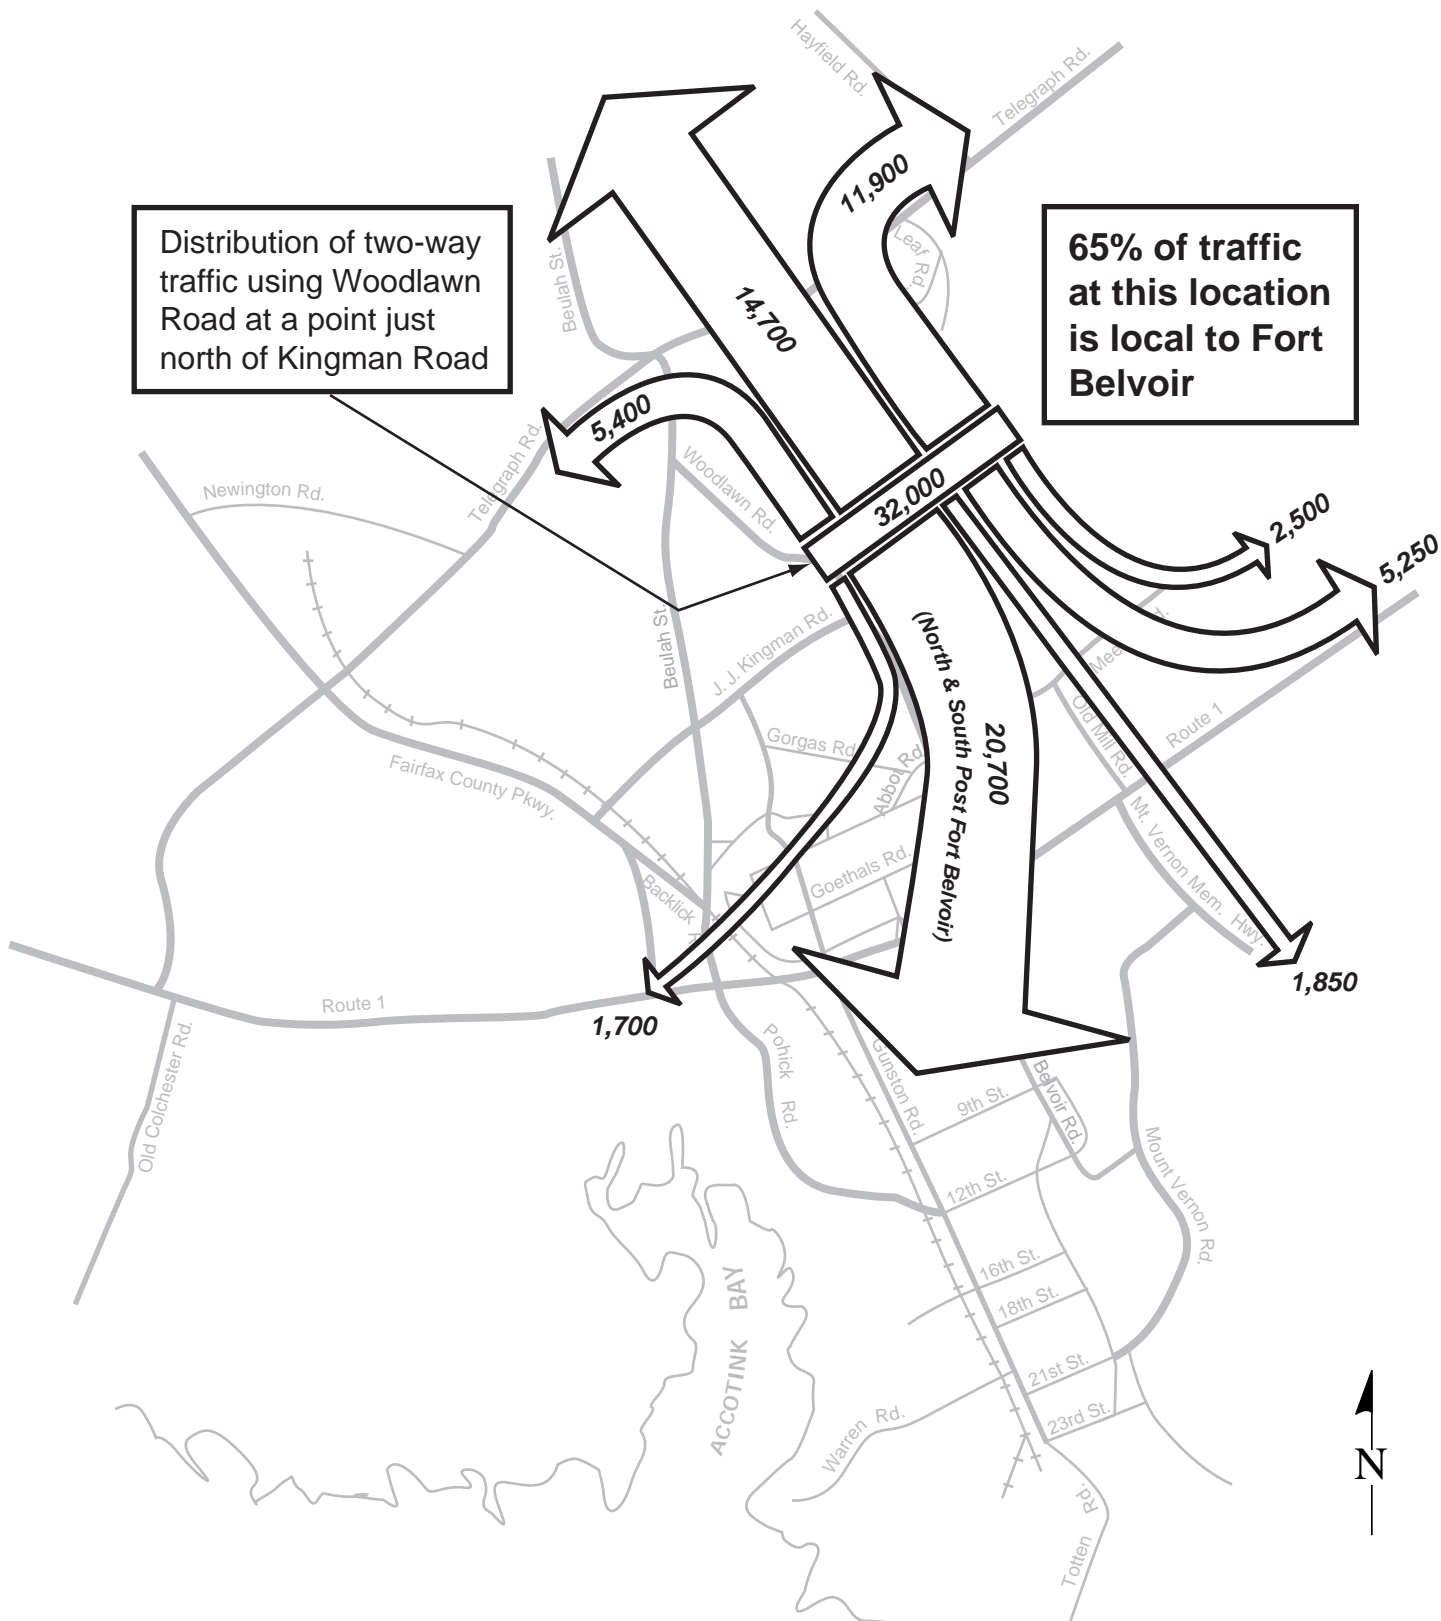 Hayfield Rd.
Telegraph Rd.
11,900
Distribution of two-way
traffic using Woodlawn
Road at a point just
north of Kingman Road
65% of traffic
at this location
is local to Fort
Belvoir
Beulah St.
Leaf Rd.
14,700
5,400
Telegraph Rd.
Woodlawn Rd.
Newington Rd.
32,000
2,500
5,250
Beulah St.
J. J. Kingman Rd.
(North & South Post Fort Belvoir)
20,700
Old Mill Rd.
Route 1
Gorgas Rd
Fairfax County Pkwy.
Mt. Vernon Mem. Hwy.
Goethals Rd.
Backlick
1,850
Route 1
1,700
Old Colchester Rd.
Pohick Rd.
Gunston Rd.
9th St.
Belvoir Rd.
12th St.
Mount Vernon Rd.
16th St.
18th St.
ACCOTINK BAY
21st St.
23rd St.
Warren Rd.
N
Totten Rd.